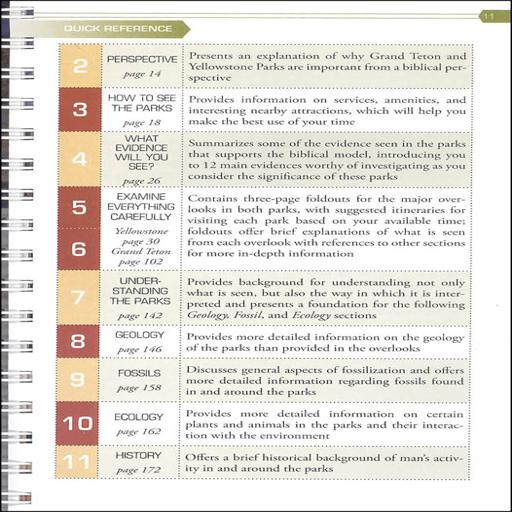 11
QUICK REFERENCE
2
PERSPECTIVE
page 14
Presents an explanation of why Grand Teton and
Yellowstone Parks are important from a biblical per-
spective
3
HOW TO SEE
THE PARKS
page 18
Provides information on services, amenities, and
interesting nearby attractions, which will help you
make the best use of your time
4
WHAT
EVIDENCE
WILL YOU
SEE?
page 26
Summarizes some of the evidence seen in the parks
that supports the biblical model, introducing you
to 12 main evidences worthy of investigating as you
consider the significance of these parks
5
6
EXAMINE
EVERYTHING
CAREFULLY
Yellowstone
page 30
Grand Teton
page 102
Contains three-page foldouts for the major over-
looks in both parks, with suggested itineraries for
visiting each park based on your available time;
foldouts offer brief explanations of what is seen
from each overlook with references to other sections
for more in-depth information
7
UNDER-
STANDING
THE PARKS
page 142
Provides background for understanding not only
what is seen, but also the way in which it is inter-
preted and presents a foundation for the following
Geology, Fossil, and Ecology sections
8
GEOLOGY
page 146
Provides more detailed information on the geology
of the parks than provided in the overlooks
9
FOSSILS
page 158
Discusses general aspects of fossilization and offers
more detailed information regarding fossils found
in and around the parks
10
ECOLOGY
page 162
Provides more detailed information on certain
plants and animals in the parks and their interac-
tion with the environment
11
HISTORY
page 172
Offers a brief historical background of man's activ-
ity in and around the parks